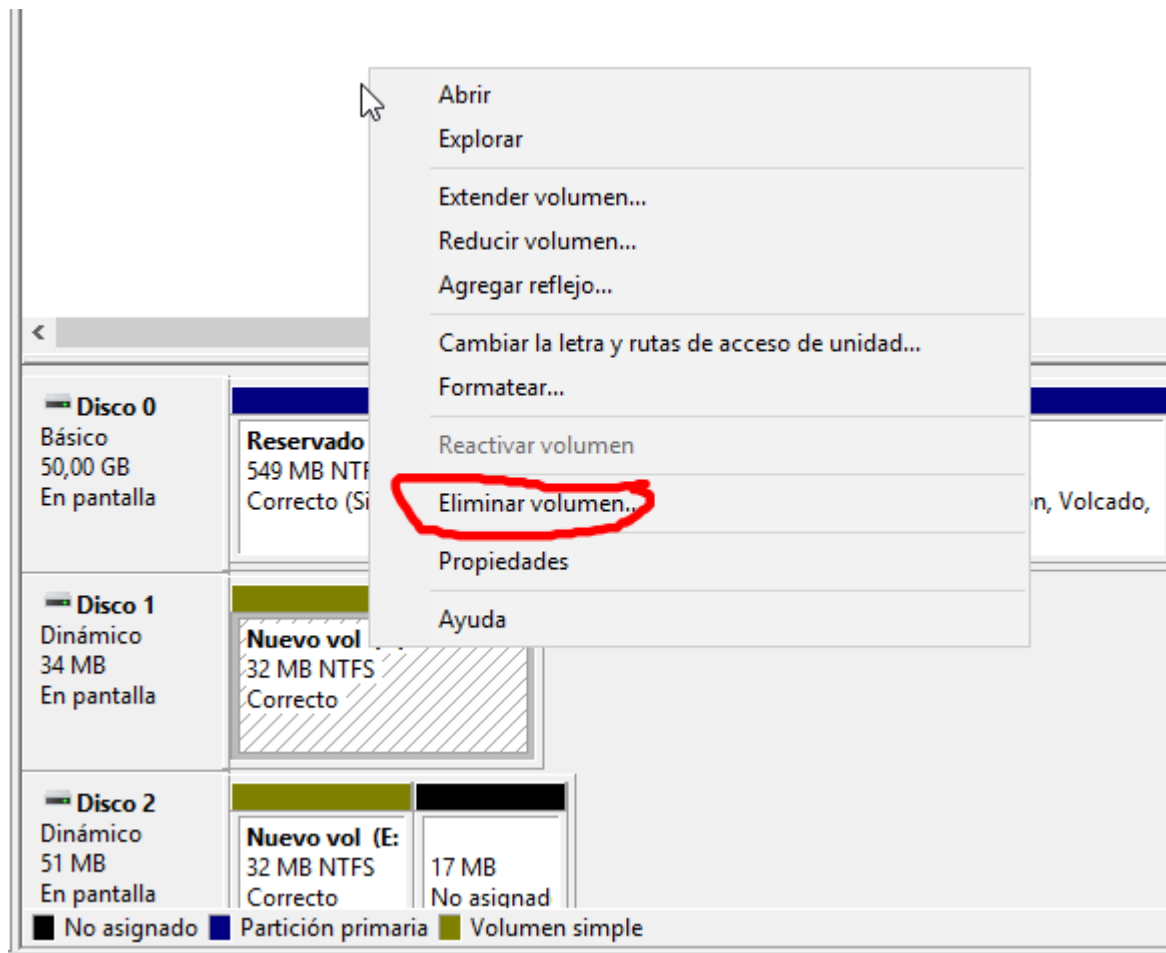 Abrir
Explorar
Extender volumen...
Reducir volumen...
Agregar reflejo...
Cambiar la letra y rutas de acceso de unidad...
Formatear...
Reactivar volumen
Eliminar volumen...
Propiedades
Ayuda
Disco 0
Básico
50,00 GB
En pantalla
Reservado
549 MB
Correcto
n, Volcado,
Disco 1
Dinámico
34 MB
En pantalla
Nuevo vol
32 MB NTFS
Correcto
Disco 2
Dinámico
51 MB
En pantalla
Nuevo vol (E:
32 MB NTFS
Correcto
17 MB
No asignad
No asignado Partición primaria Volumen simple